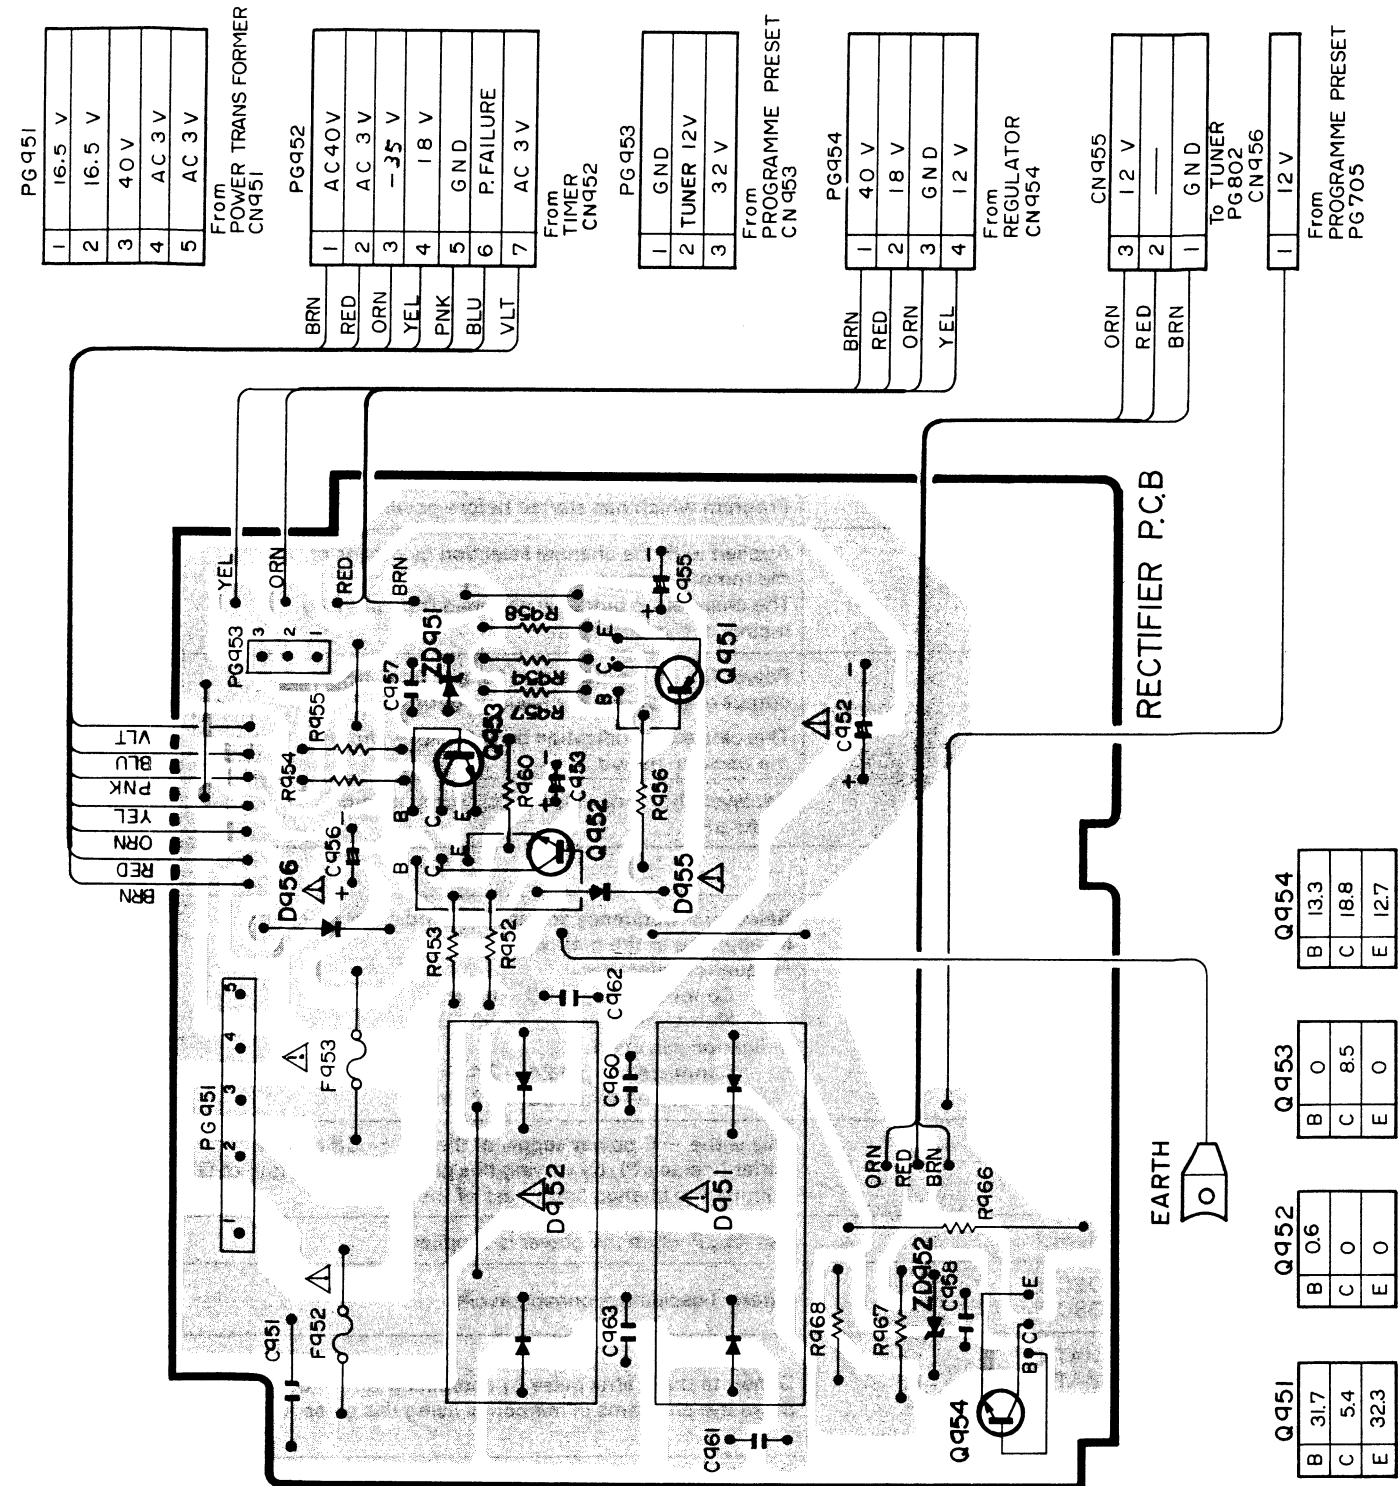 PG951
1 16.5 V
2 16.5 V
3 40 V
4 AC 3 V
5 AC 3 V
From
POWER TRANS FORMER
CN951
PG952
1 AC40V
2 AC 3 V
3 -35 V
4 18 V
5 GND
6 P.FAILURE
7 AC 3 V
From
TIMER
CN952
PG953
1 GND
2 TUNER 12V
3 32 V
From
PROGRAMME PRESET
CN953
PG954
1 40 V
2 18 V
3 GND
4 12 V
From
REGULATOR
CN954
CN955
3 12 V
2 —
1 GND
To TUNER
PG802
CN956
1 12 V
From
PROGRAMME PRESET
PG705
BRN
RED
ORN
YEL
PNK
BLU
VLT
BRN
RED
ORN
YEL
ORN
RED
BRN
VLT
BLU
PNK
YEL
ORN
RED
BRN
YEL
ORN
RED
BRN
PG953
3
2
1
R955
R954
C957
ZD951
R958
R959
R957
C955
+ -
E
C
B
Q951
Q953
B
C
E
R960
C953
+ -
Q952
B
C
E
R956
C952
+ -
D956
C956
+ -
D955
R953
R952
C962
PG951
1 2 3 4 5
F953
F952
C951
D952
C960
C963
D951
C961
ORN
RED
BRN
R966
R968
R967
ZD952
C958
B
C
E
Q954
EARTH
RECTIFIER P.C.B
Q951
B 31.7
C 5.4
E 32.3
Q952
B 0.6
C 0
E 0
Q953
B 0
C 8.5
E 0
Q954
B 13.3
C 18.8
E 12.7